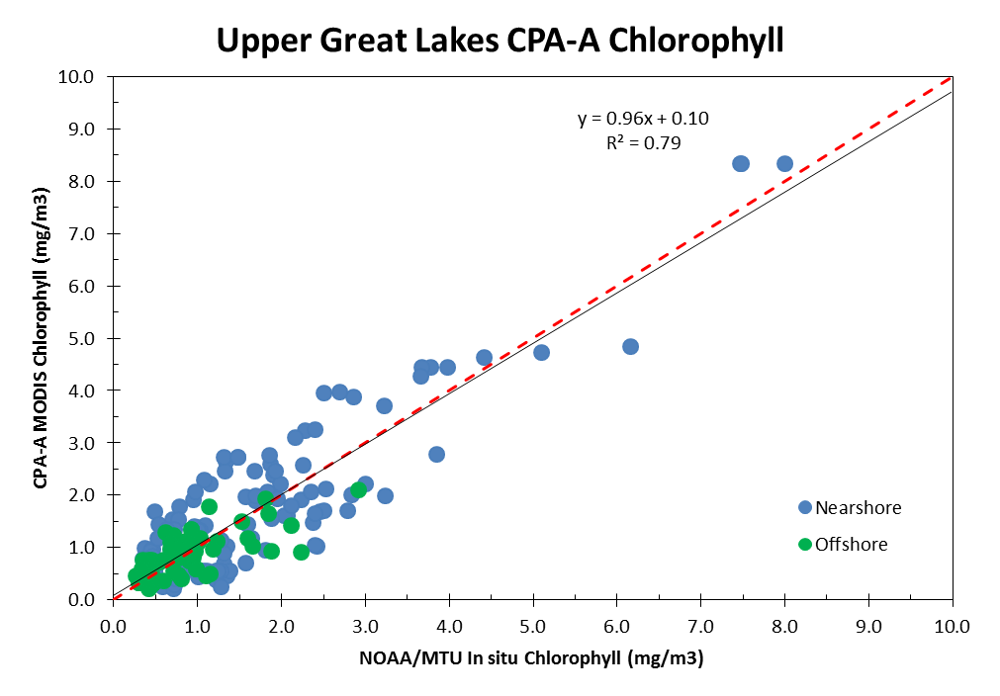 Upper Great Lakes CPA-A Chlorophyll
10.0
9.0
8.0
7.0
6.0
5.0
4.0
3.0
2.0
1.0
0.0
CPA-A MODIS Chlorophyll (mg/m3)
y = 0.96x + 0.10
R² = 0.79
Nearshore
Offshore
0.0 1.0 2.0 3.0 4.0 5.0 6.0 7.0 8.0 9.0 10.0
NOAA/MTU In situ Chlorophyll (mg/m3)